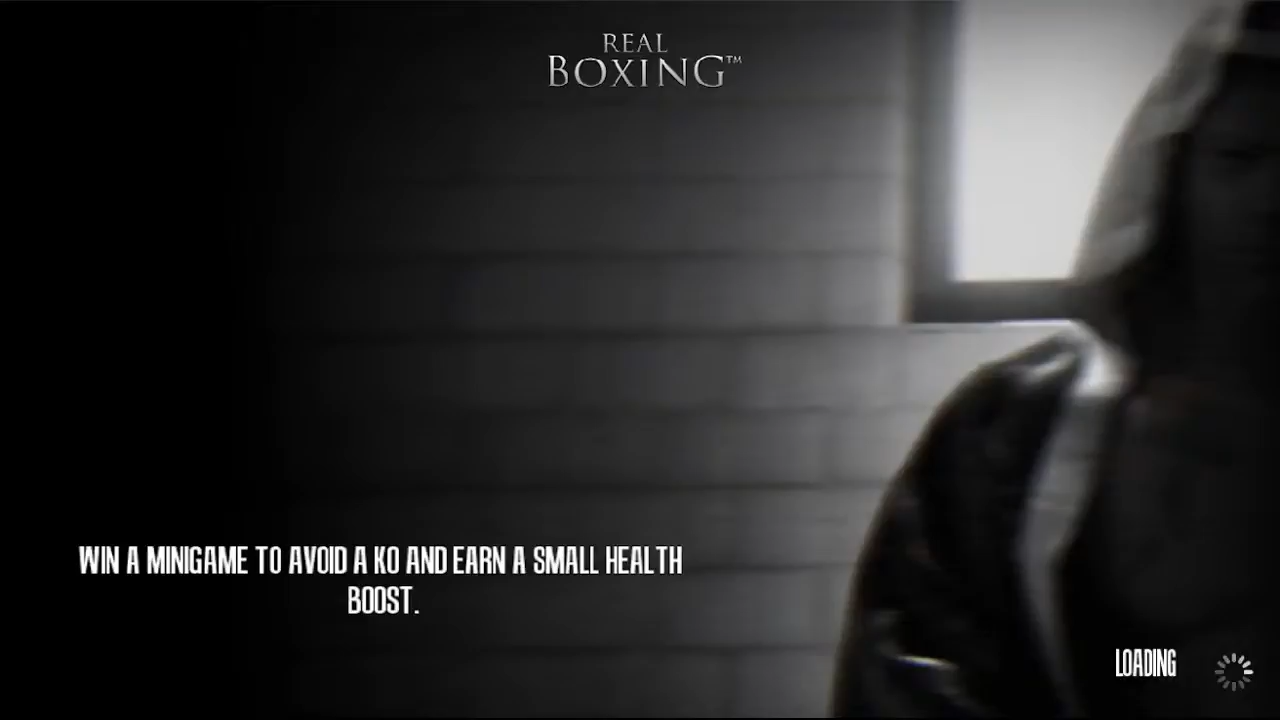 REAL
BOXING™
WIN A MINIGAME TO AVOID A KO AND EARN A SMALL HEALTH
BOOST.
LOADING